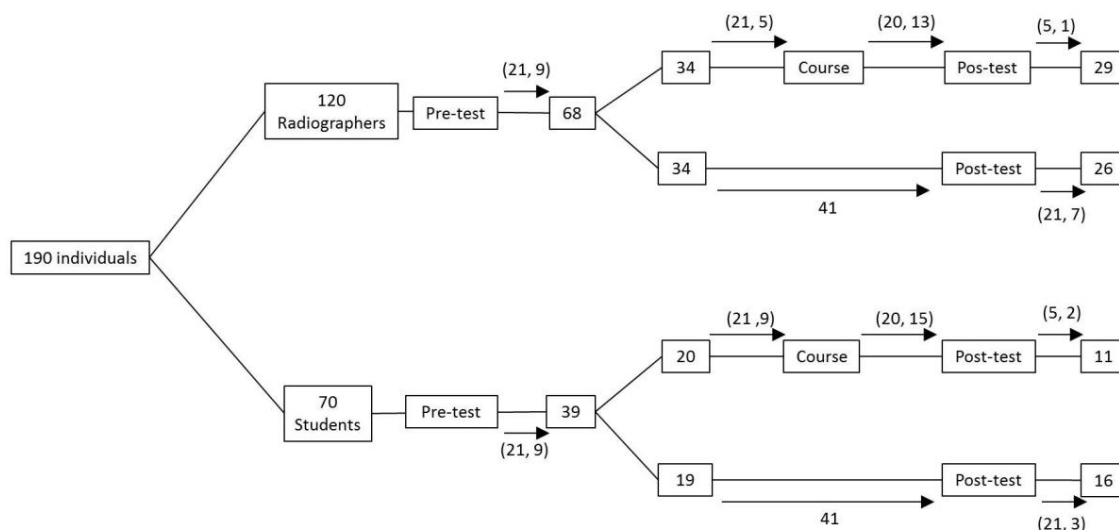 (21, 5)
(20, 13)
(5, 1)
34
Course
Pos-test
29
120
Radiographers
Pre-test
(21, 9)
68
34
Post-test
26
41
(21, 7)
190 individuals
(21 ,9)
(20, 15)
(5, 2)
20
Course
Post-test
11
70
Students
Pre-test
39
(21, 9)
19
Post-test
16
41
(21, 3)